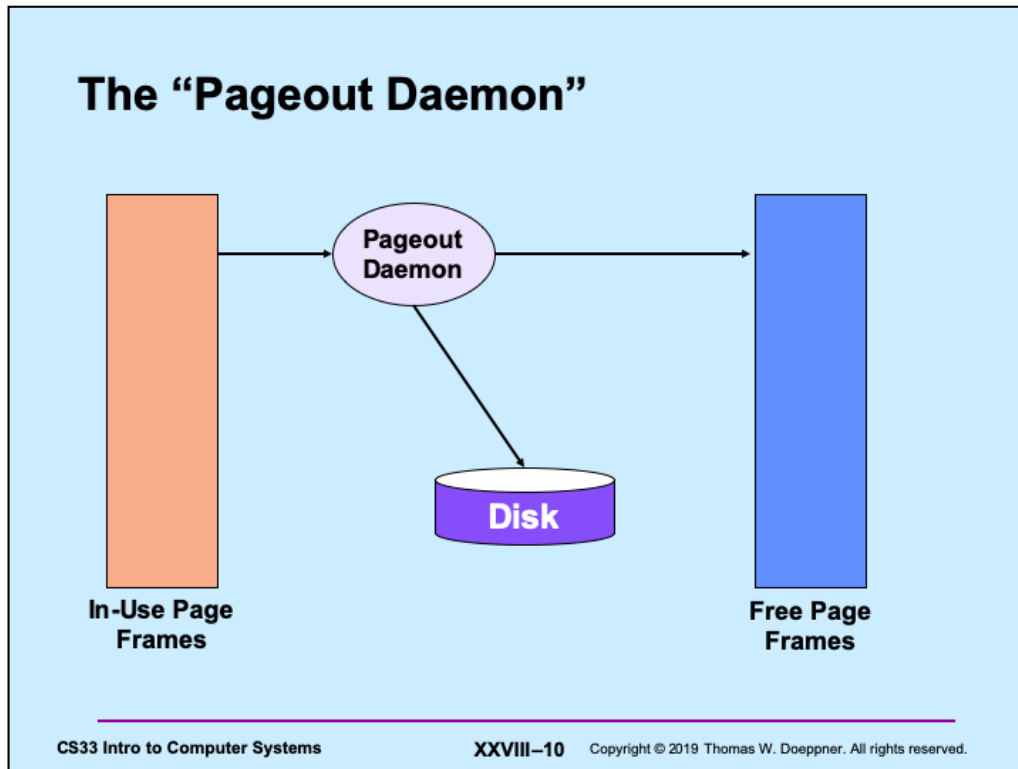 The “Pageout Daemon”
Pageout
Daemon
Disk
In-Use Page
Frames
Free Page
Frames
CS33 Intro to Computer Systems
XXVIII–10
Copyright © 2019 Thomas W. Doeppner. All rights reserved.